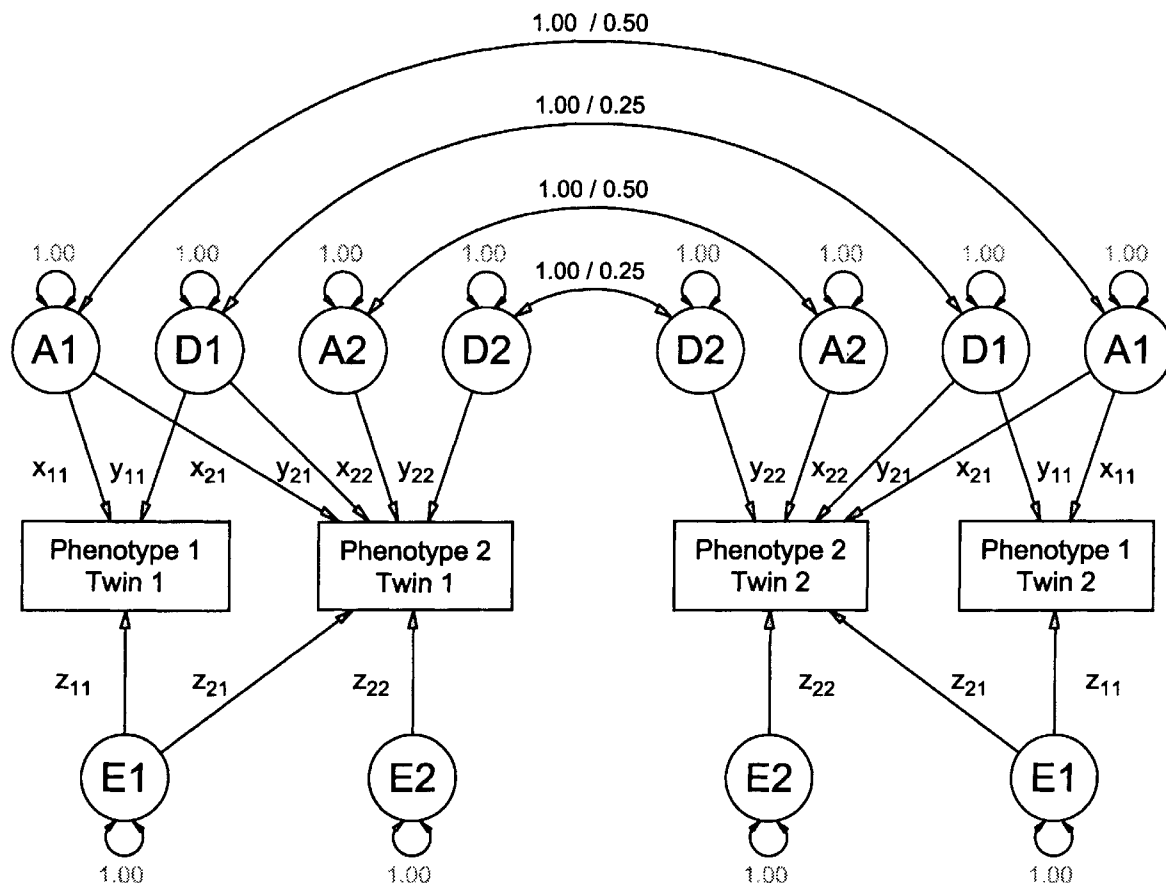 1.00 / 0.50
1.00 / 0.25
1.00 / 0.50
1.00 1.00 1.00 1.00 1.00 / 0.25 1.00 1.00 1.00 1.00
A1 D1 A2 D2 D2 A2 D1 A1
x11 y11 x21 y21 x22 y22 y22 x22 y21 x21 y11 x11
Phenotype 1 Phenotype 2 Phenotype 2 Phenotype 1
Twin 1 Twin 1 Twin 2 Twin 2
z11 z21 z22 z22 z21 z11
E1 E2 E2 E1
1.00 1.00 1.00 1.00